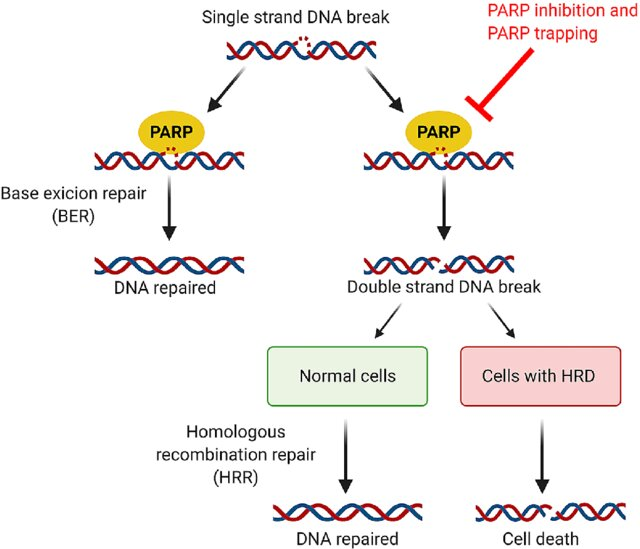 Single strand DNA break
PARP inhibition and
PARP trapping
PARP
PARP
Base exicion repair
(BER)
DNA repaired
Double strand DNA break
Normal cells
Cells with HRD
Homologous
recombination repair
(HRR)
DNA repaired
Cell death